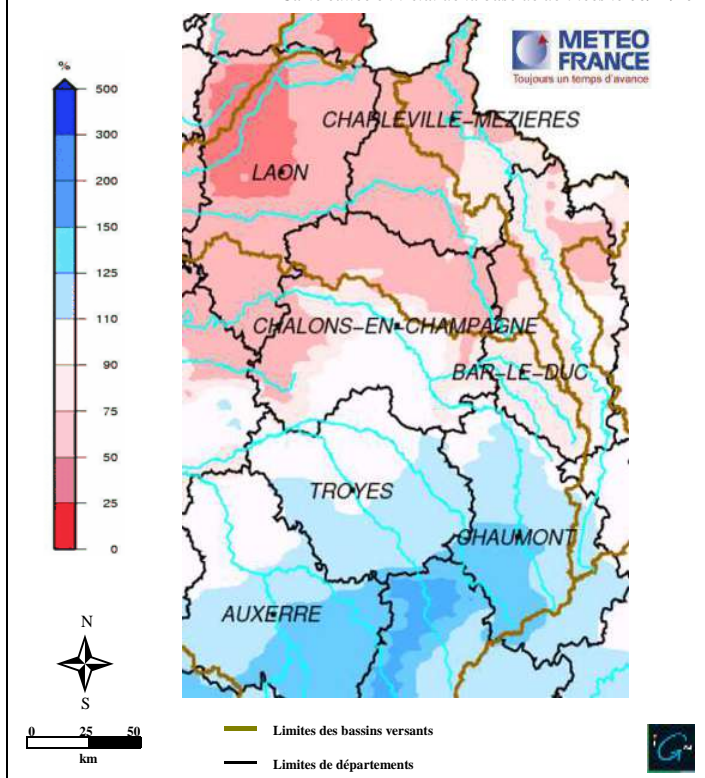 METEO
FRANCE
Toujours un temps d'avance
%
500
300
200
150
125
110
90
75
50
25
0
CHARLEVILLE-MEZIERES
LAON
CHALONS-EN-CHAMPAGNE
BAR-LE-DUC
TROYES
CHAUMONT
AUXERRE
N
S
0 25 50
km
Limites des bassins versants
Limites de départements